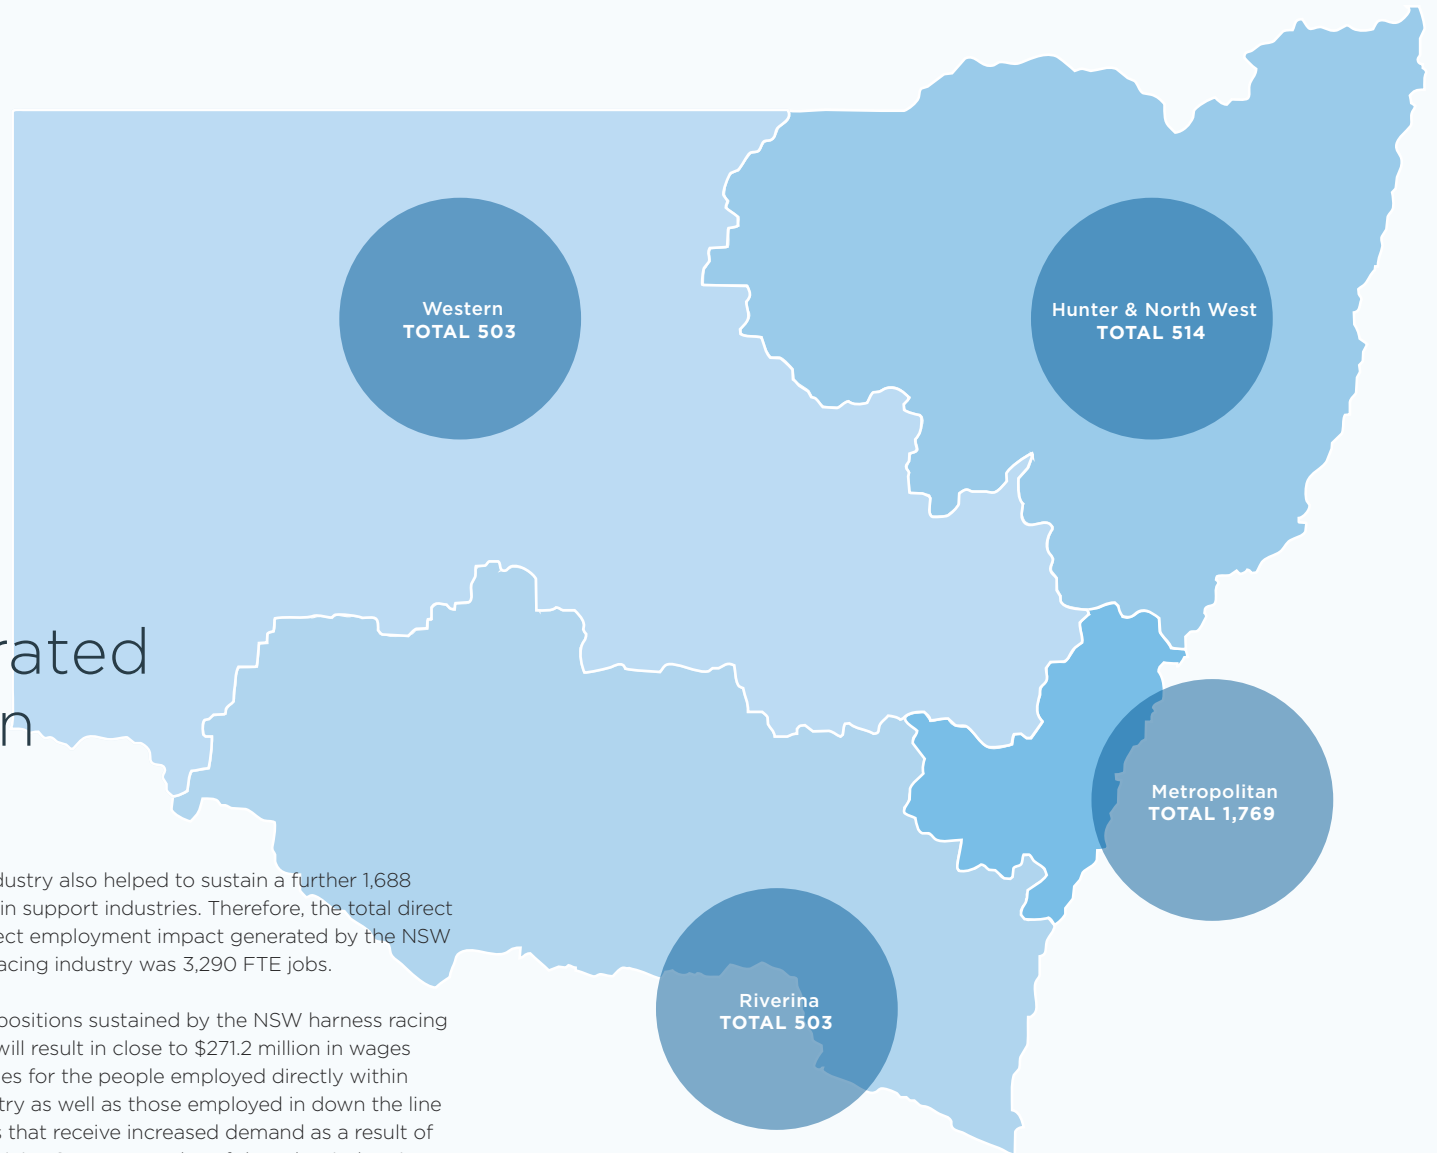 Western
TOTAL 503
Hunter & North West
TOTAL 514
rated
n
Metropolitan
TOTAL 1,769
dustry also helped to sustain a further 1,688
in support industries. Therefore, the total direct
ect employment impact generated by the NSW
acing industry was 3,290 FTE jobs.
positions sustained by the NSW harness racing
will result in close to $271.2 million in wages
es for the people employed directly within
try as well as those employed in down the line
s that receive increased demand as a result of
Riverina
TOTAL 503